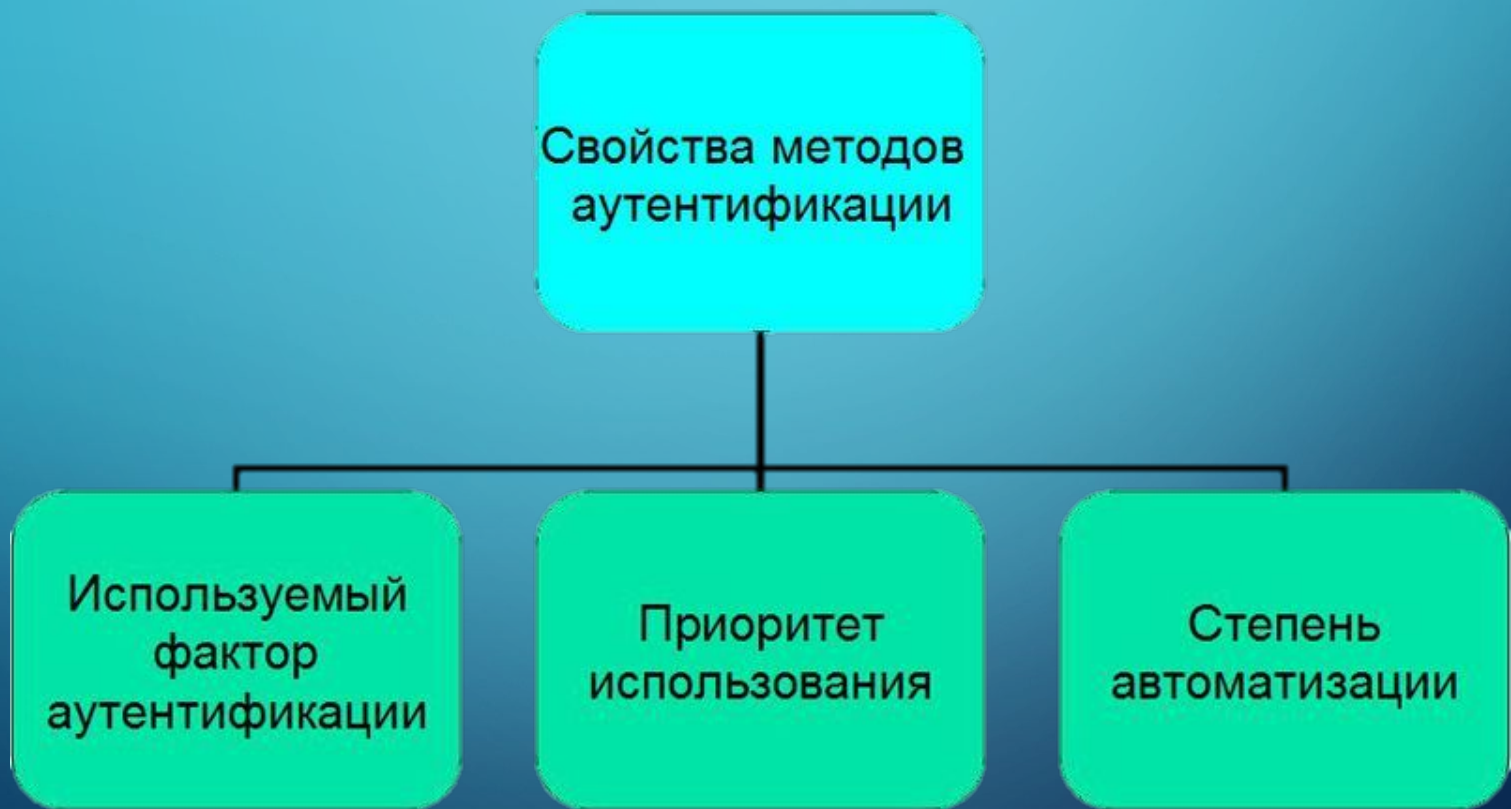 Свойства методов
аутентификации
Используемый
фактор
аутентификации
Приоритет
использования
Степень
автоматизации